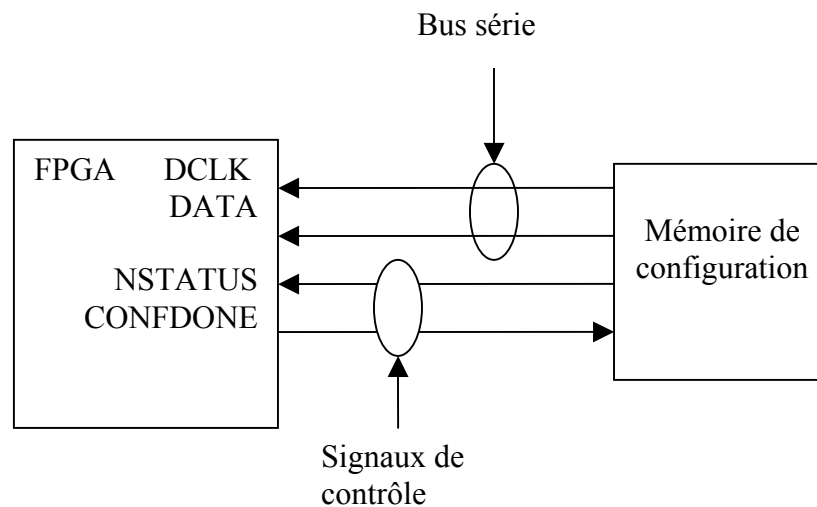 Bus série
FPGA DCLK
DATA
NSTATUS
CONFDONE
Mémoire de
configuration
Signaux de
contrôle